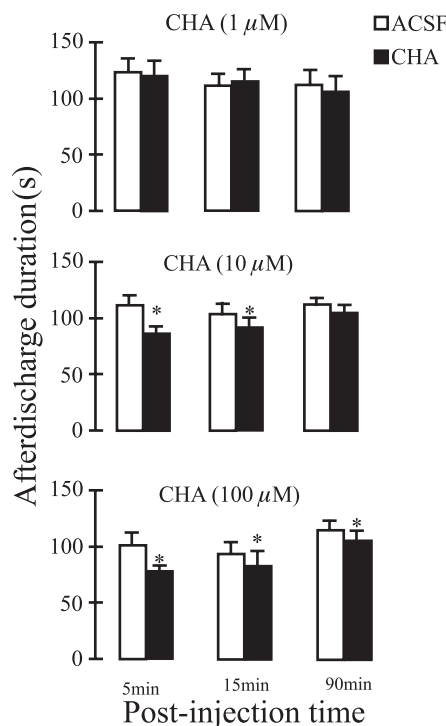 CHA (1 μM)
ACSF
CHA
150
100
50
0
CHA (10 μM)
150
100
50
0
* *
CHA (100 μM)
150
100
50
0
* * *
Afterdischarge duration(s)
5min 15min 90min
Post-injection time